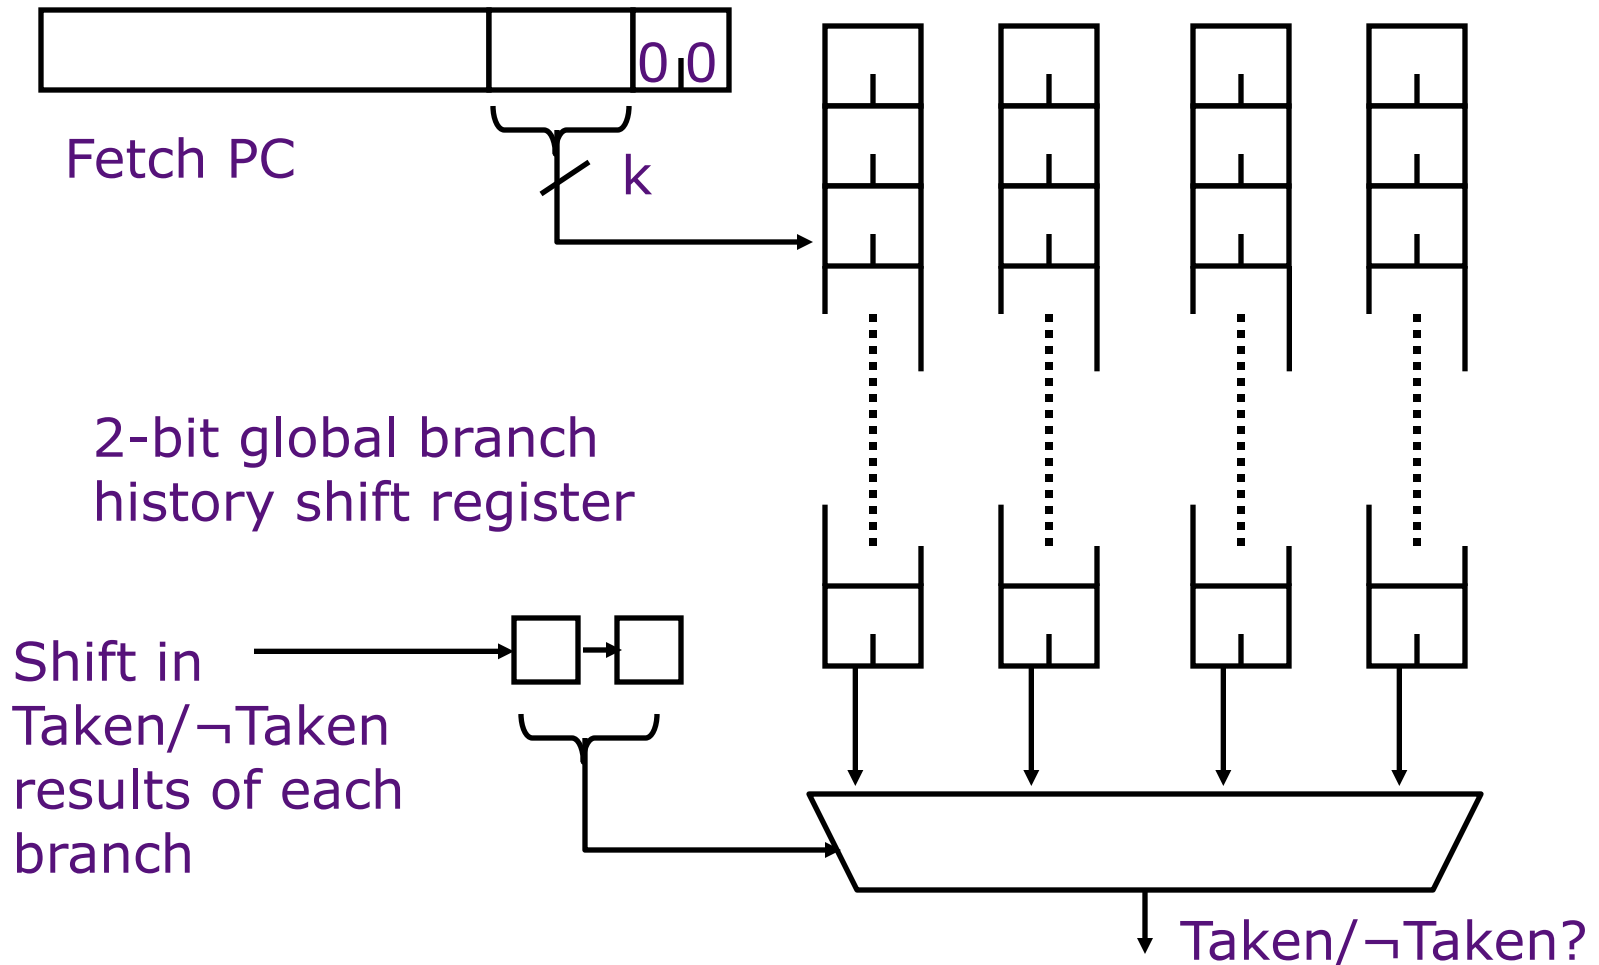 0 0
Fetch PC
k
2-bit global branch
history shift register
Shift in
Taken/¬Taken
results of each
branch
Taken/¬Taken?